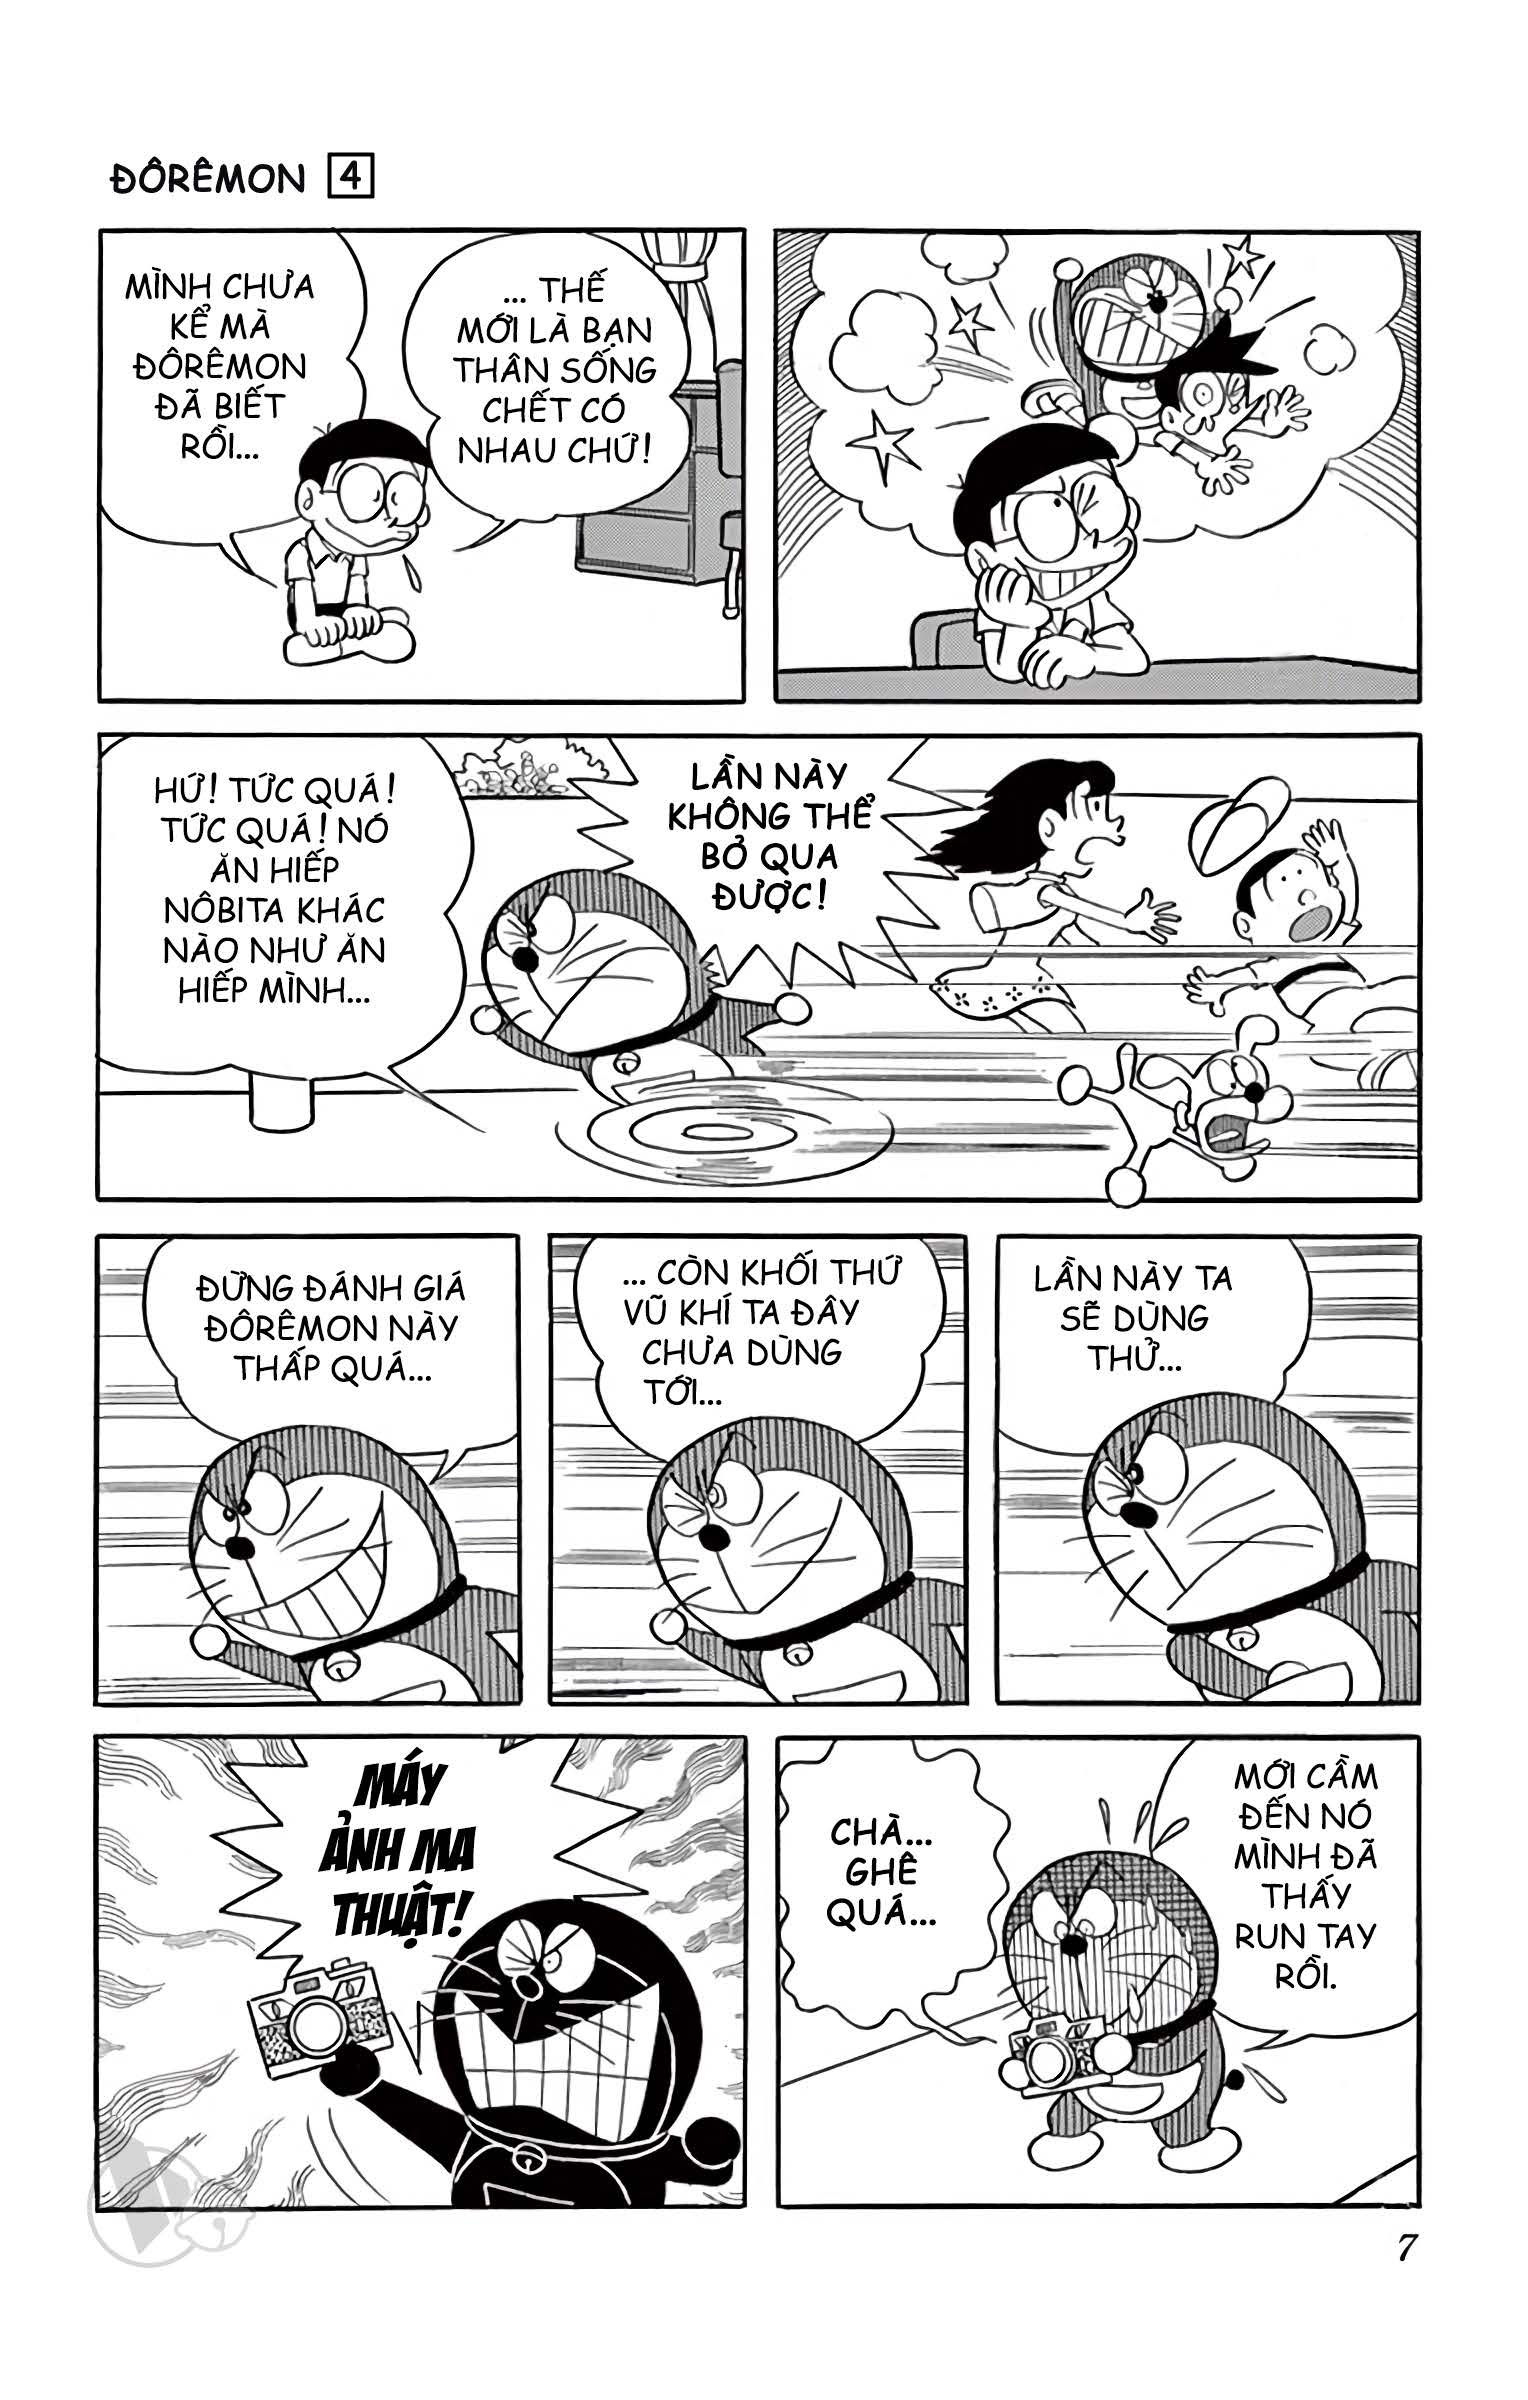 ĐÔRÊMON 4
MÌNH CHƯA
KỂ MÀ
ĐÔRÊMON
ĐÃ BIẾT
RỒI...
... THẾ
MỚI LÀ BẠN
THÂN SỐNG
CHẾT CÓ
NHAU CHỨ!
HỨ! TỨC QUÁ!
TỨC QUÁ! NÓ
ĂN HIẾP
NÔBITA KHÁC
NÀO NHƯ ĂN
HIẾP MÌNH...
LẦN NÀY
KHÔNG THỂ
BỎ QUA
ĐƯỢC!
ĐỪNG ĐÁNH GIÁ
ĐÔRÊMON NÀY
THẤP QUÁ...
... CÒN KHỐI THỨ
VŨ KHÍ TA ĐÂY
CHƯA DÙNG
TỚI...
LẦN NÀY TA
SẼ DÙNG
THỬ...
MÁY
ẢNH MA
THUẬT!
CHÀ...
GHÊ
QUÁ...
MỚI CẦM
ĐẾN NÓ
MÌNH ĐÃ
THẤY
RUN TAY
RỒI.
7